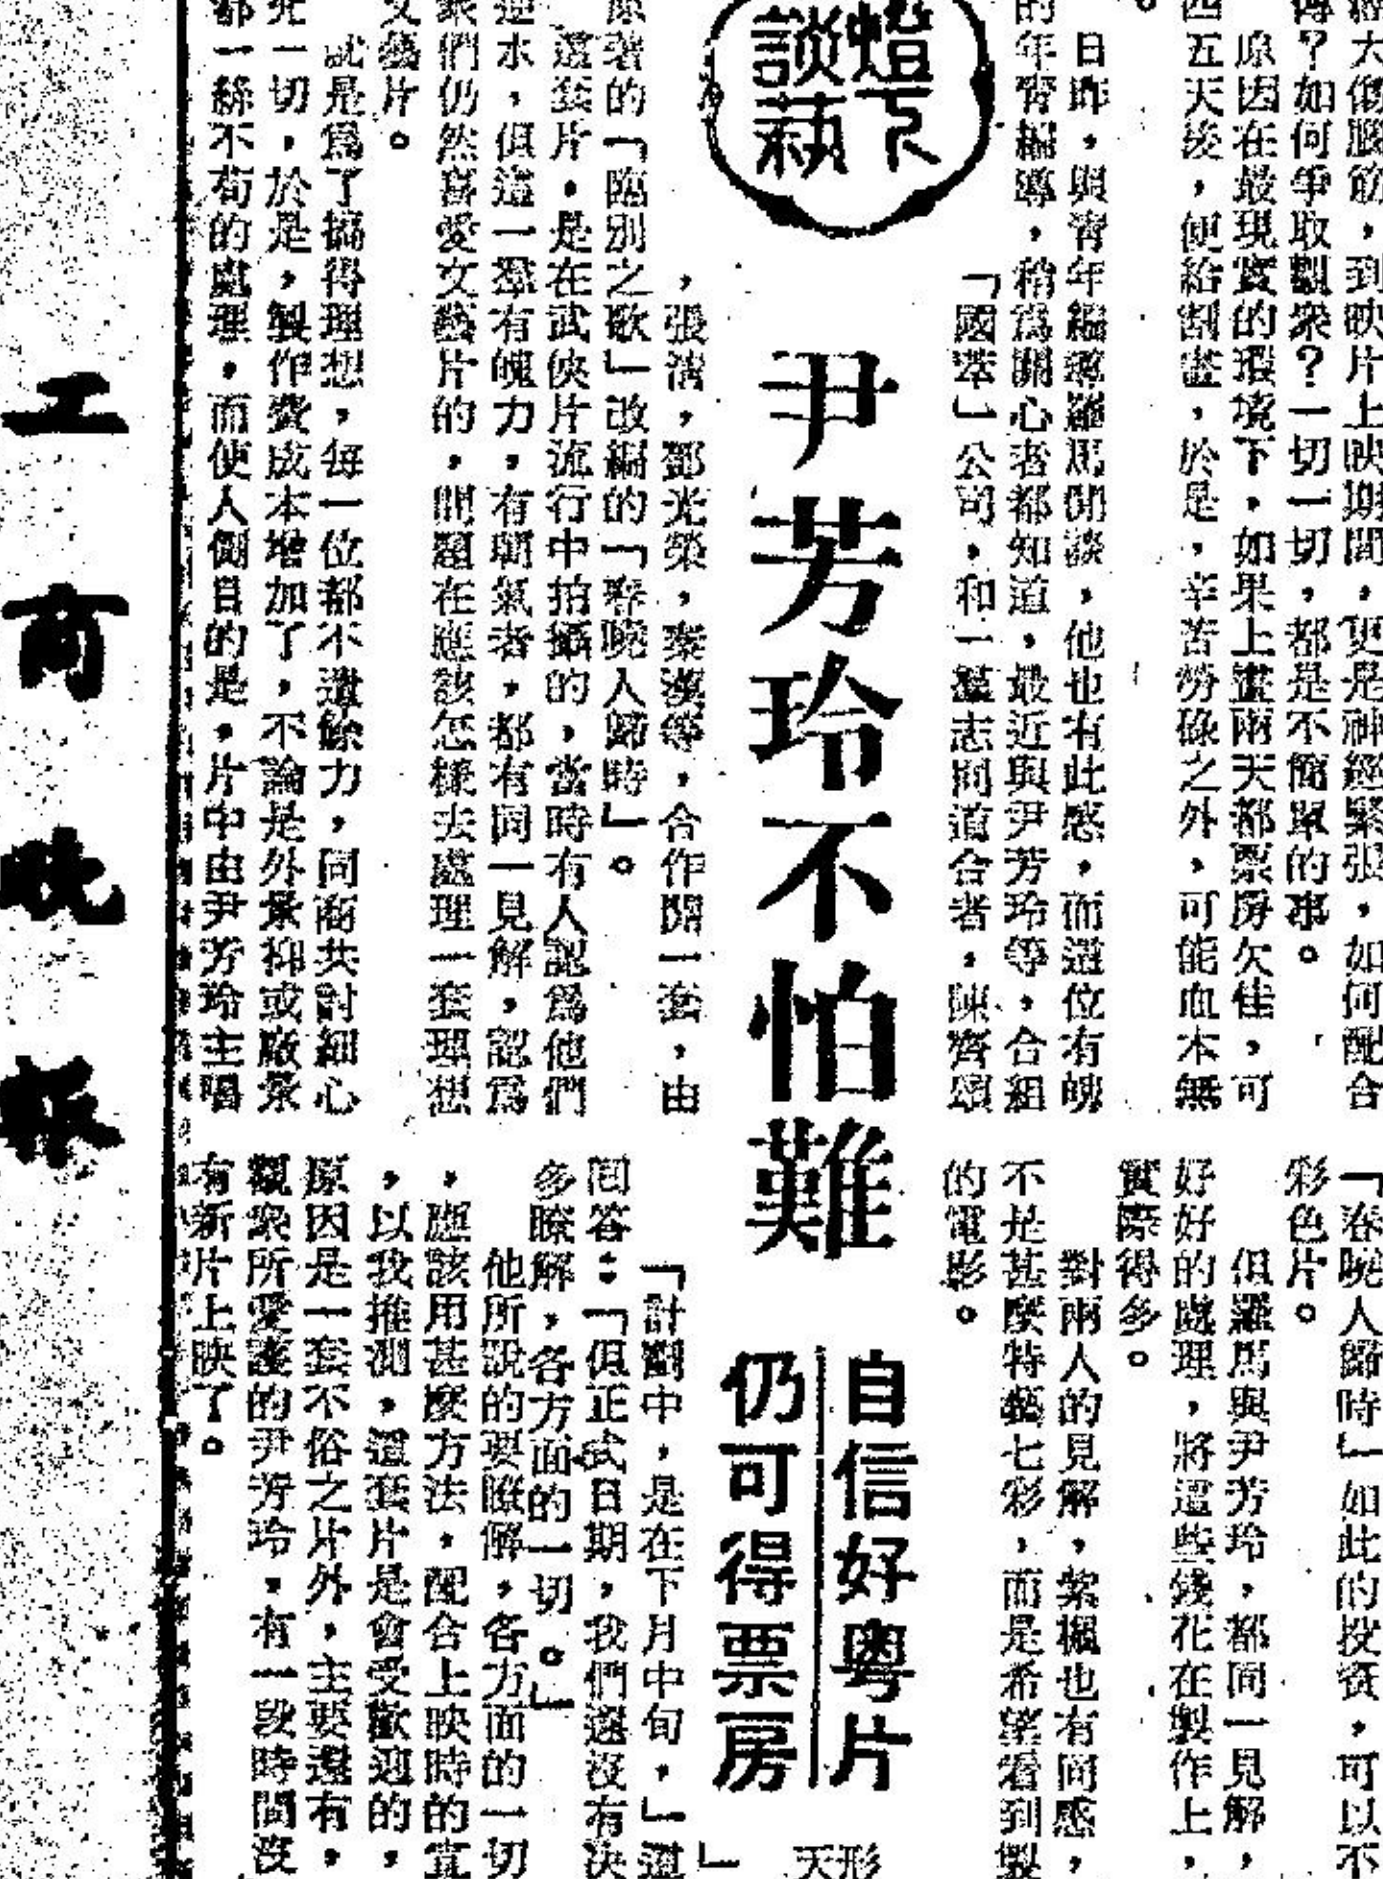 經大傷腦筋，到映片上映期間，更是神經緊張，如何配合
傳？如何爭取觀衆？一切一切，都是不簡單的事。
原因在最現實的環境下，如果上畫兩天都票房欠佳，可
四五天後，便給割畫，於是，辛苦勞碌之外，可能血本無
。
日昨，與青年編導羅馬閒談，他也有此感，而這位有魄
的年靑編導，稍爲關心者都知道，最近與尹芳玲等，合組
「國萃」公司，和一羣志同道合者，陳齊頌
燈下
談蓺
尹芳玲不怕難
自信好粵片
仍可得票房
，張清，鄧光榮，秦漢等，合作開一套，由
原著的「臨別之歌」改編的「春曉人歸時」。
這套片，是在武俠片流行中拍攝的，當時有人認爲他們
逆水，但這一羣有魄力，有朝氣者，都有同一見解，認爲
衆們仍然喜愛文藝片的，問題在應該怎樣去處理一套理想
文藝片。
就是爲了搞得理想，每一位都不遺餘力，同商共討細心
究一切，於是，製作費成本增加了，不論是外景抑或廠景
都一絲不苟的處理，而使人側目的是，片中由尹芳玲主唱
「春曉人歸時」如此的投資，可以不
彩色片。
但羅馬與尹芳玲，都同一見解，
好好的處理，將這些錢花在製作上，
實際得多。
對兩人的見解，紫楓也有同感，
不是甚麼特藝七彩，而是希望看到製
的電影。
形
天
」
「計劃中，是在下月中旬，」這
回答：「但正式日期，我們還沒有決
多瞭解，各方面的一切。」
他所說的要瞭解，各方面的一切
，應該用甚麼方法，配合上映時的宣
，以我推測，這套片是會受歡迎的，
原因是一套不俗之片外，主要還有，
觀衆所愛護的尹芳玲，有一段時間沒
有新片上映了。
工商晚報